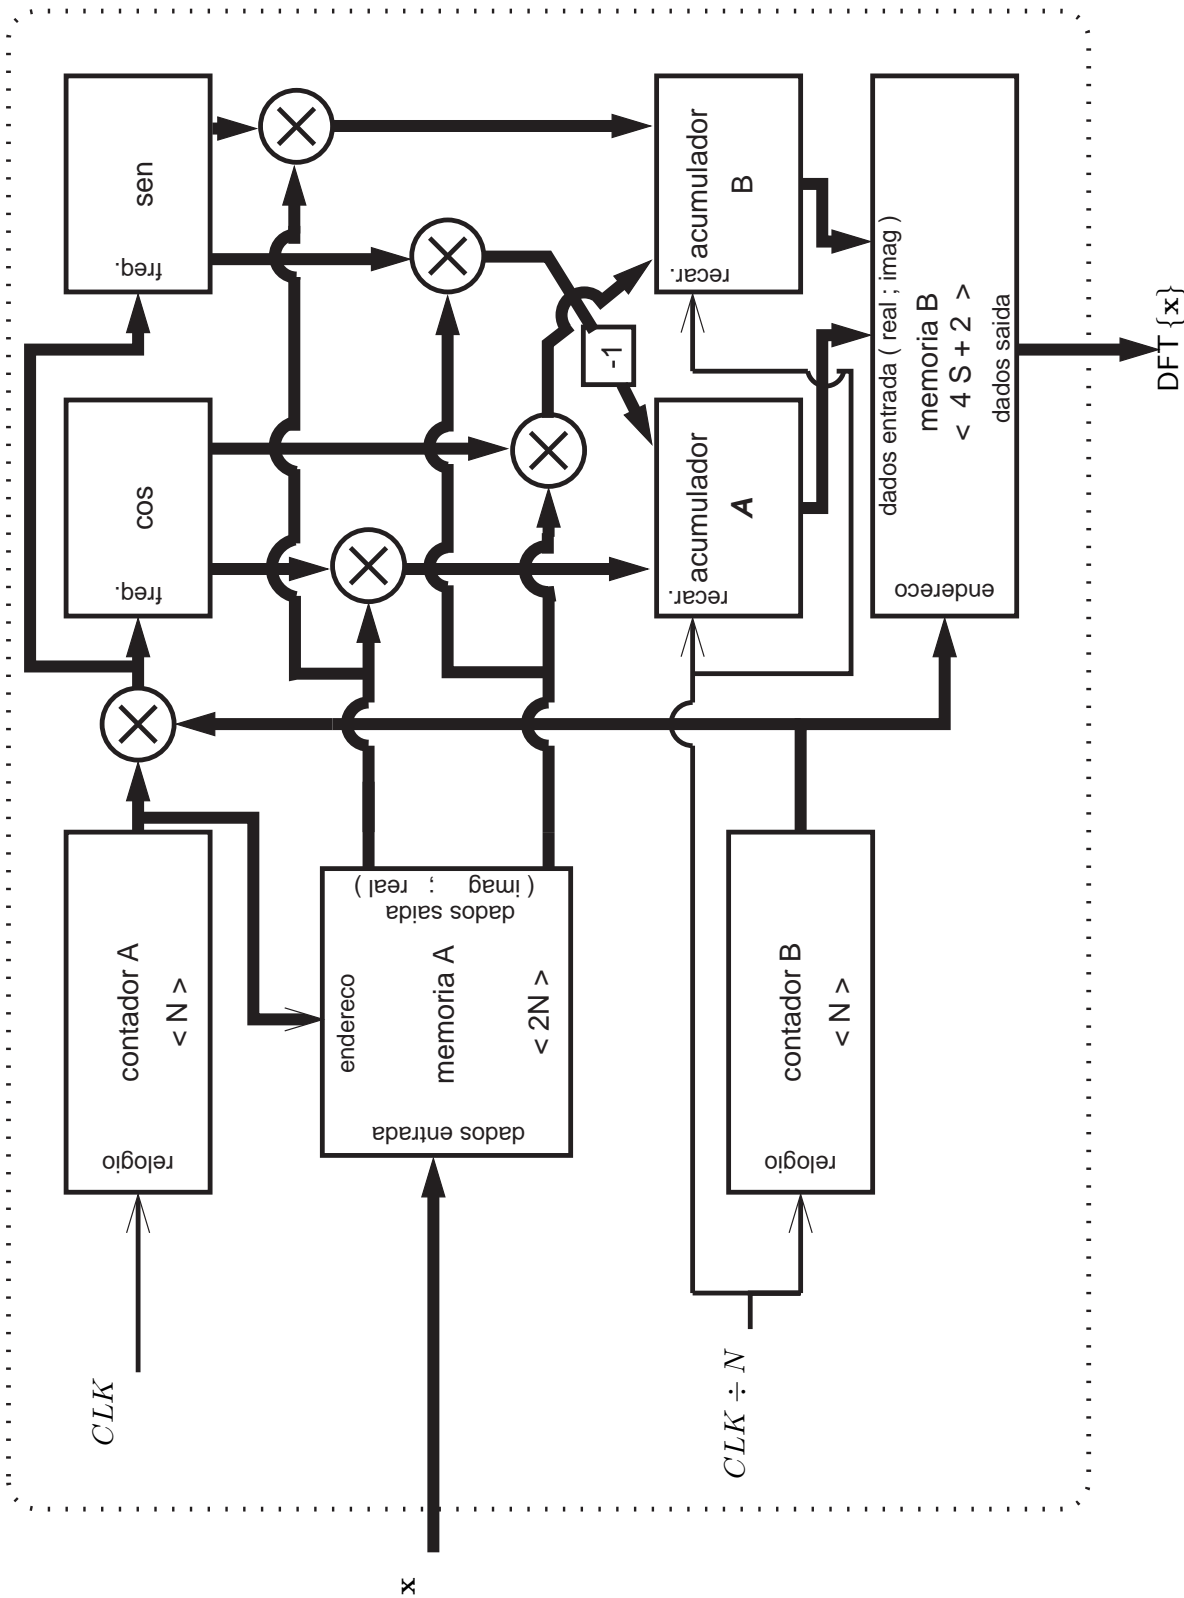 CLK
contador A
< N >
relogio
x
dados entrada
endereco
memoria A
< 2N >
dados saida
( imag ; real )
CLK ÷ N
relogio
contador B
< N >
freq.
cos
freq.
sen
-1
recar.
acumulador
A
recar.
acumulador
B
dados entrada ( real ; imag )
memoria B
< 4 S + 2 >
dados saida
endereco
DFT {x}